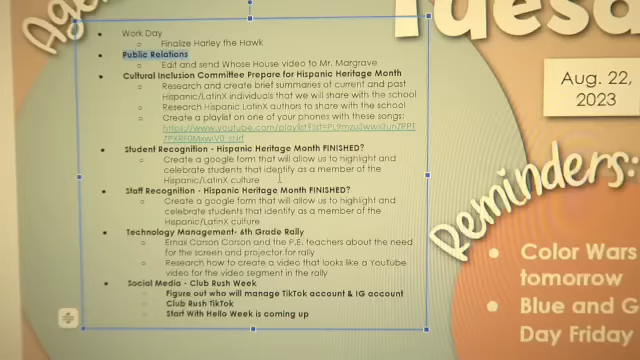 Agen
Tuesd
Work Day
Finalize Harley the Hawk
Public Relations
Edit and send Whose House video to Mr. Margrave
Cultural Inclusion Committee Prepare for Hispanic Heritage Month
Research and create brief summaries of current and past
Hispanic/LatinX individuals that we will share with the school
Research Hispanic LatinX authors to share with the school
Create a playlist on one of your phones with these songs:
Student Recognition - Hispanic Heritage Month FINISHED?
Create a google form that will allow us to highlight and
celebrate students that identify as a member of the
Hispanic/LatinX culture
Staff Recognition - Hispanic Heritage Month FINISHED?
Create a google form that will allow us to highlight and
celebrate students that identify as a member of the
Hispanic/LatinX culture
Technology Management- 6th Grade Rally
Email Carson Carson and the P.E. teachers about the need
for the screen and projector for rally
Research how to create a video that looks like a YouTube
video for the video segment in the rally
Social Media - Club Rush Week
Figure out who will manage TikTok account & IG account
Club Rush TikTok
Start With Hello Week is coming up
Aug. 22,
2023
Reminders:
Color Wars
tomorrow
Blue and G
Day Friday